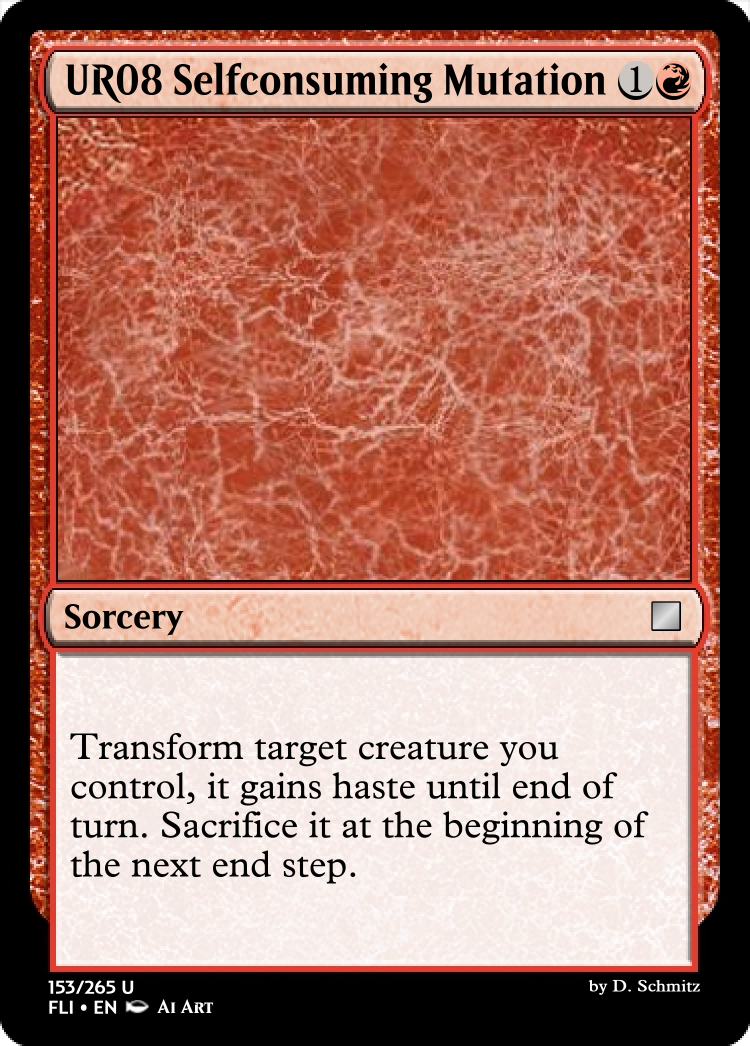 UR08 Selfconsuming Mutation 1
Sorcery
Transform target creature you
control, it gains haste until end of
turn. Sacrifice it at the beginning of
the next end step.
153/265 U
by D. Schmitz
FLI • EN AI ART